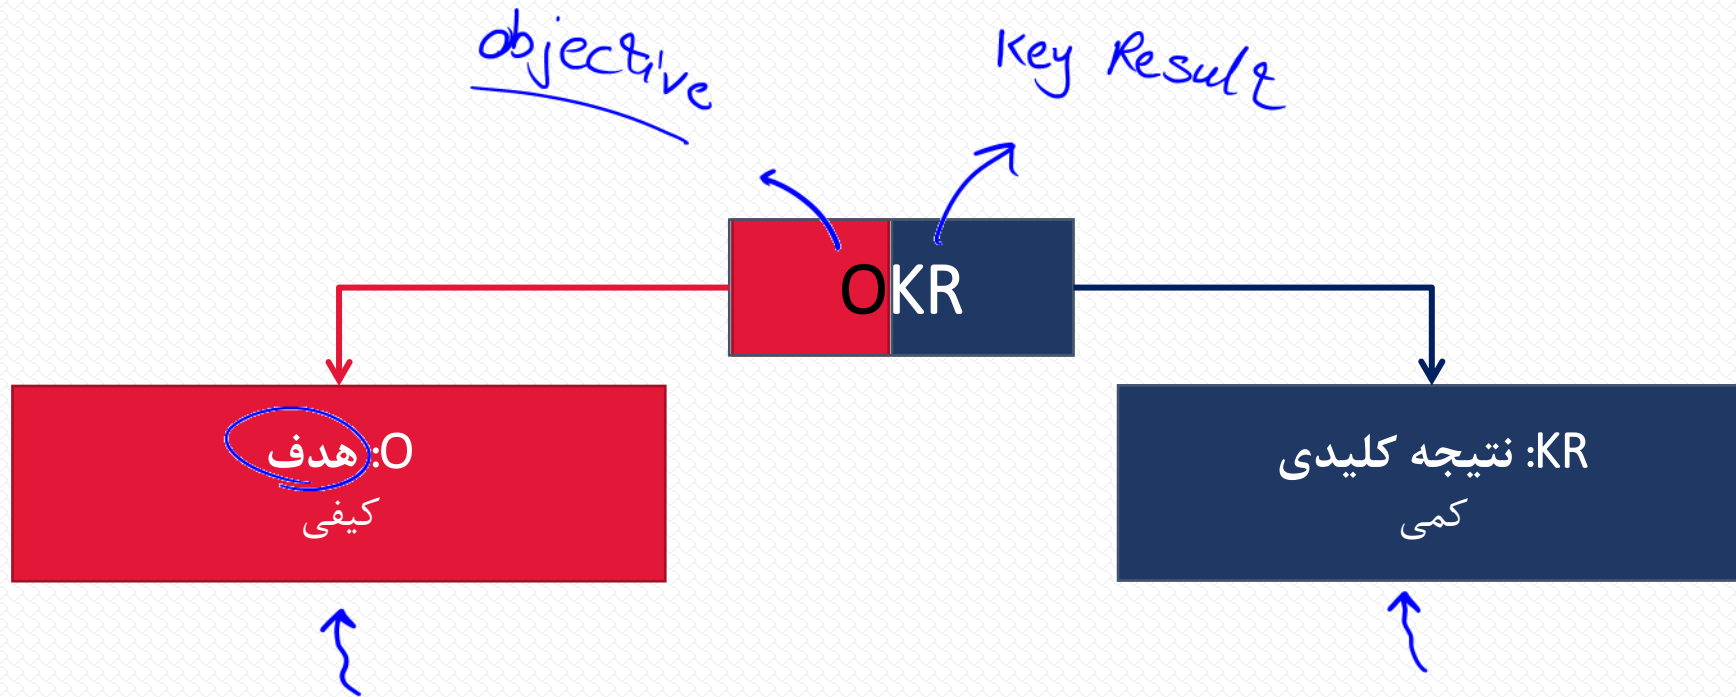 objective
Key Result
OKR
O: هدف
کیفی
KR: نتیجه کلیدی
کمی